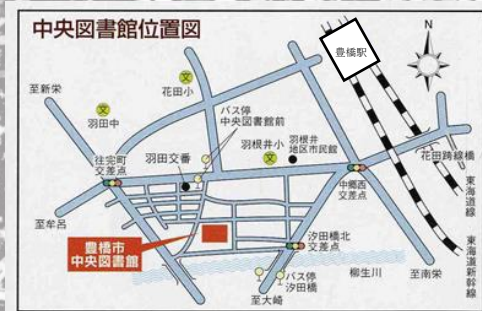 中央図書館位置図
豊橋駅
N
至新栄
文
花田小
文
羽田中
バス停
中央図書館前
羽田交番
羽根井小
文
羽根井
地区市民館
花田跨線橋
住宅町
交差点
中郷西
交差点
東海道線
至牟呂
豊橋市
中央図書館
汐田橋北
交差点
東海道新幹線
バス停
汐田橋
柳生川
至南栄
至大崎